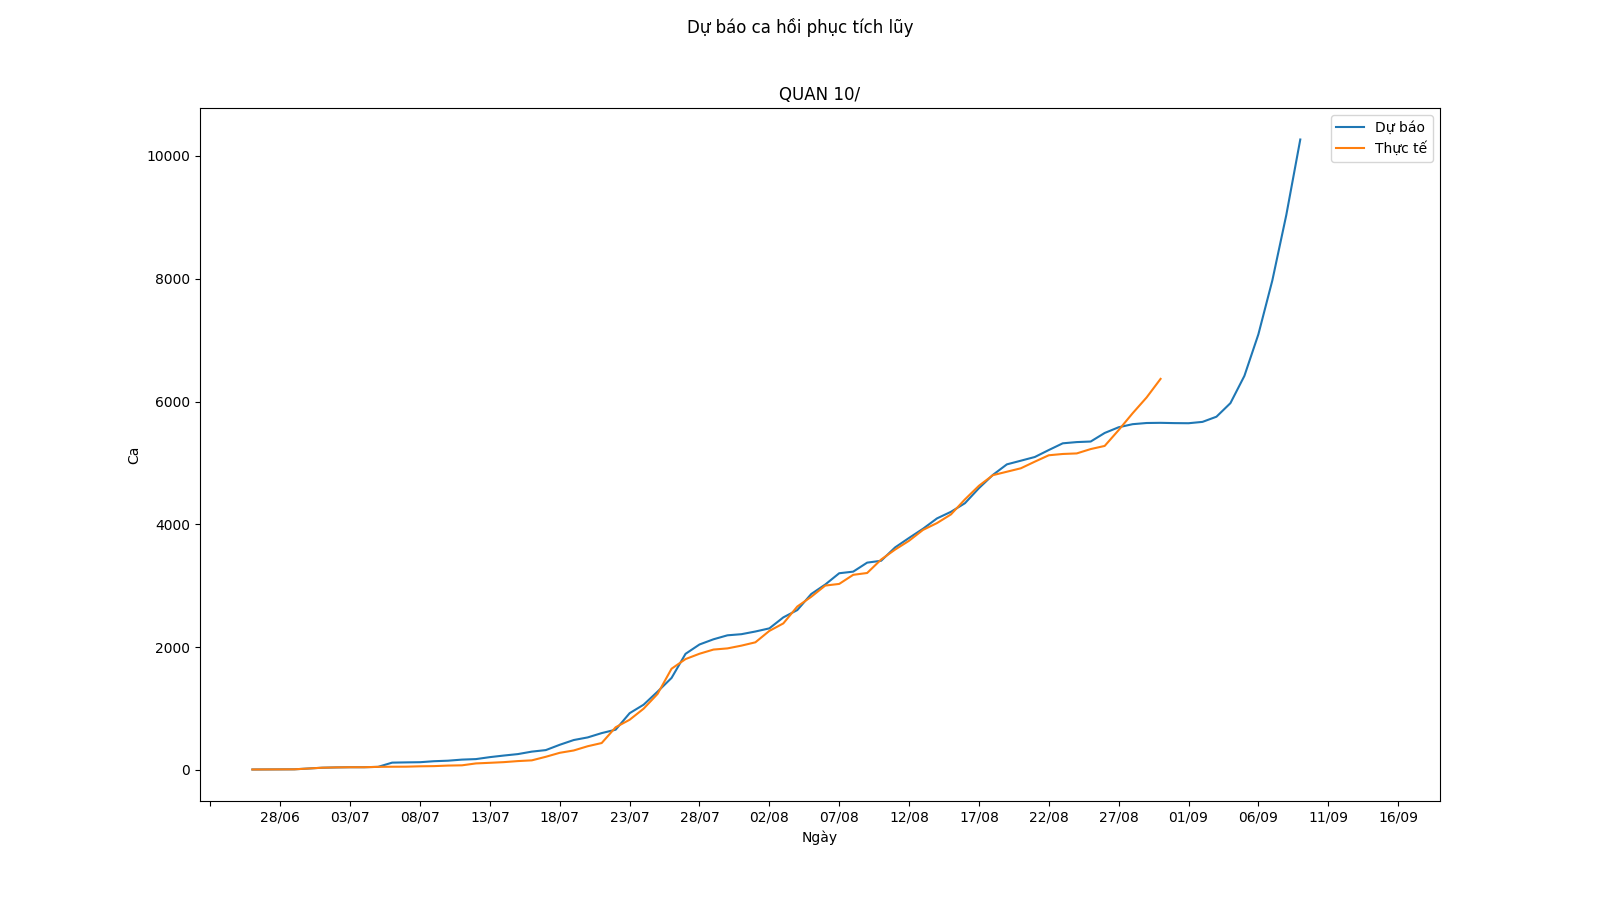 Dự báo ca hồi phục tích lũy
QUAN 10/
Dự báo
Thực tế
10000
8000
6000
4000
2000
0
Ca
28/06 03/07 08/07 13/07 18/07 23/07 28/07 02/08 07/08 12/08 17/08 22/08 27/08 01/09 06/09 11/09 16/09
Ngày